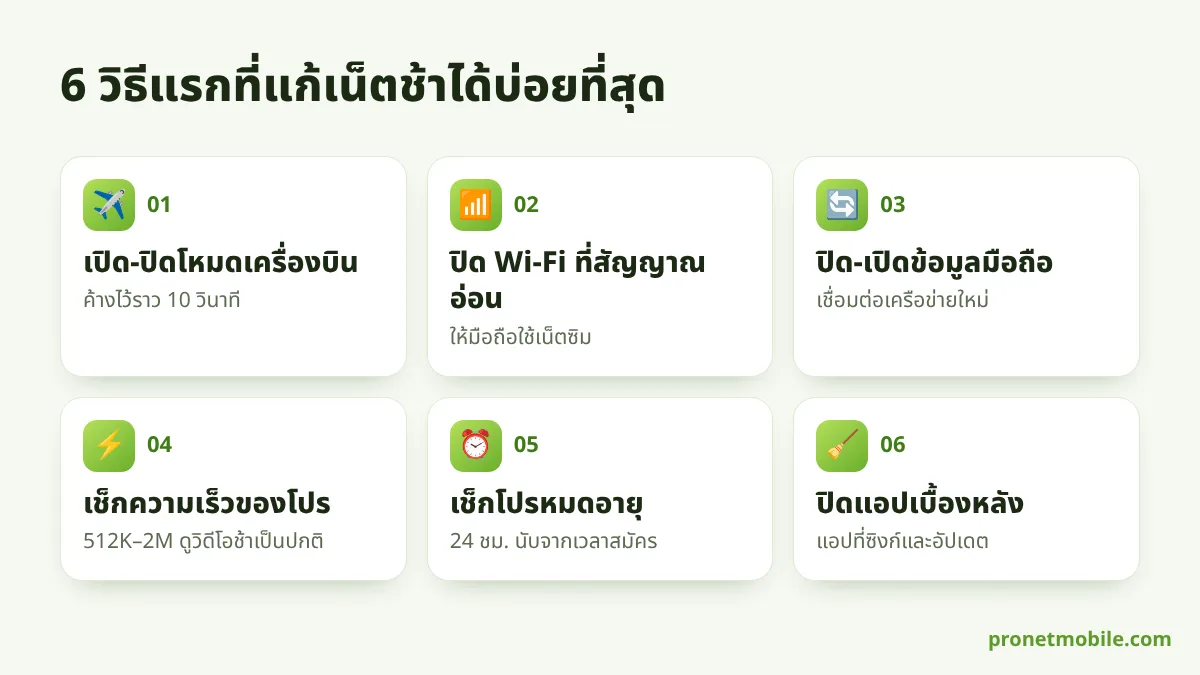 6 วิธีแรกที่แก้เน็ตช้าได้บ่อยที่สุด
01
เปิด-ปิดโหมดเครื่องบิน
ค้างไว้ราว 10 วินาที
02
ปิด Wi-Fi ที่สัญญาณ
อ่อน
ให้มือถือใช้เน็ตซิม
03
ปิด-เปิดข้อมูลมือถือ
เชื่อมต่อเครือข่ายใหม่
04
เช็กความเร็วของโปร
512K–2M ดูวิดีโอช้าเป็นปกติ
05
เช็กโปรหมดอายุ
24 ชม. นับจากเวลาสมัคร
06
ปิดแอปเบื้องหลัง
แอปที่ซิงก์และอัปเดต
pronetmobile.com